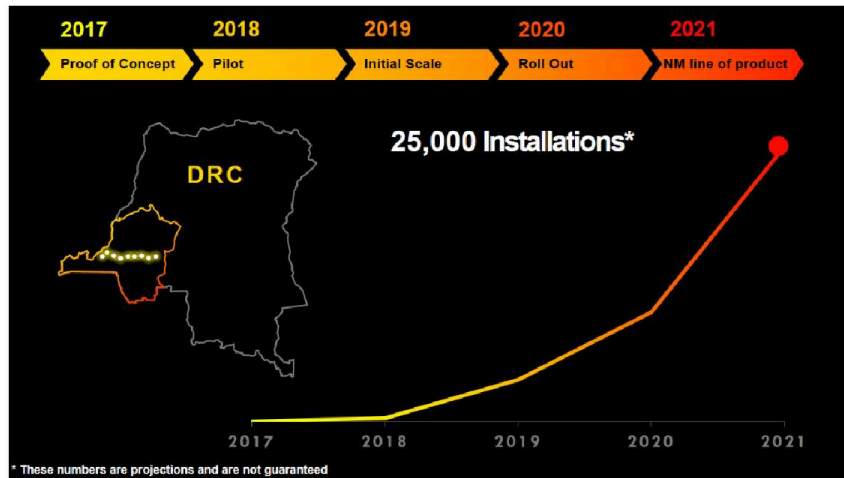 2017 2018 2019 2020 2021
Proof of Concept Pilot Initial Scale Roll Out NM line of product
25,000 Installations*
DRC
2017 2018 2019 2020 2021
* These numbers are projections and are not guaranteed